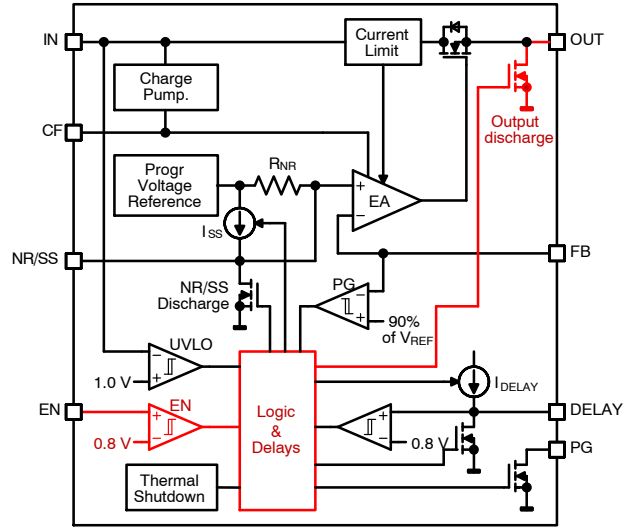 IN
Current
Limit
OUT
Charge
Pump.
Output
discharge
CF
Progr
Voltage
Reference
RNR
+
EA
−
ISS
NR/SS
FB
NR/SS
Discharge
PG
−
+
90%
of VREF
UVLO
−
+
1.0 V
IDELAY
EN
EN
+
−
0.8 V
Logic
&
Delays
+
−
0.8 V
DELAY
PG
Thermal
Shutdown